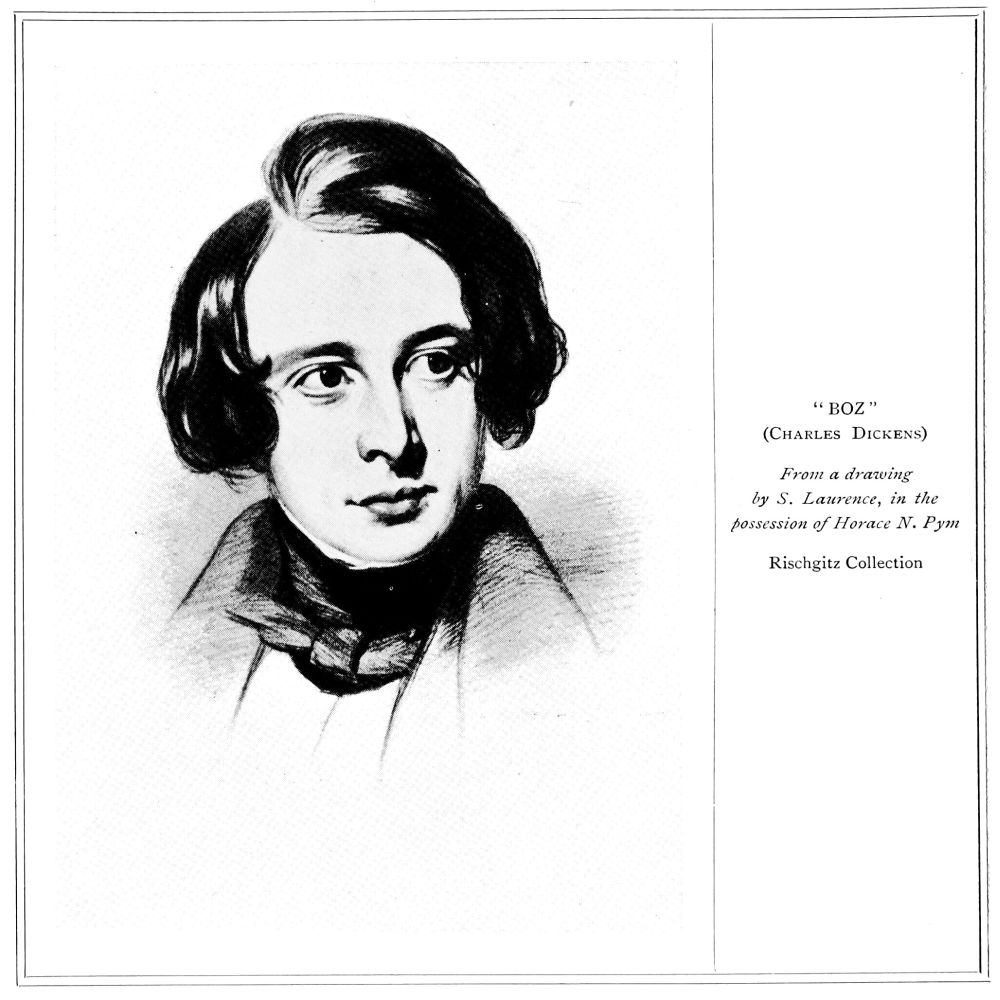 “BOZ”
(CHARLES DICKENS)
From a drawing
by S. Laurence, in the
possession of Horace N. Pym
Rischgitz Collection